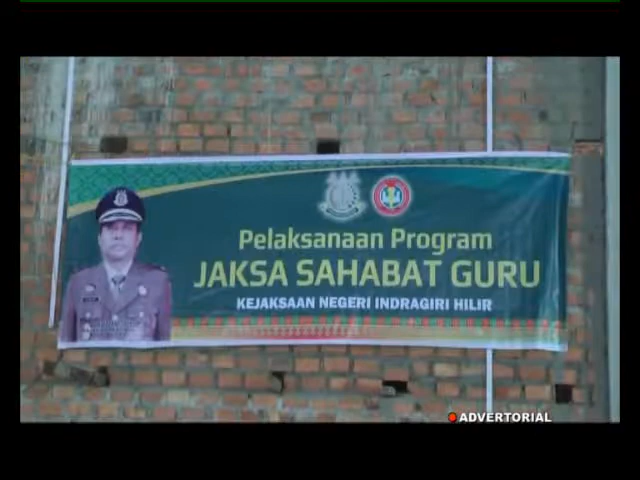 Pelaksanaan Program
JAKSA SAHABAT GURU
KEJAKSAAN NEGERI INDRAGIRI HILIR
ADVERTORIAL